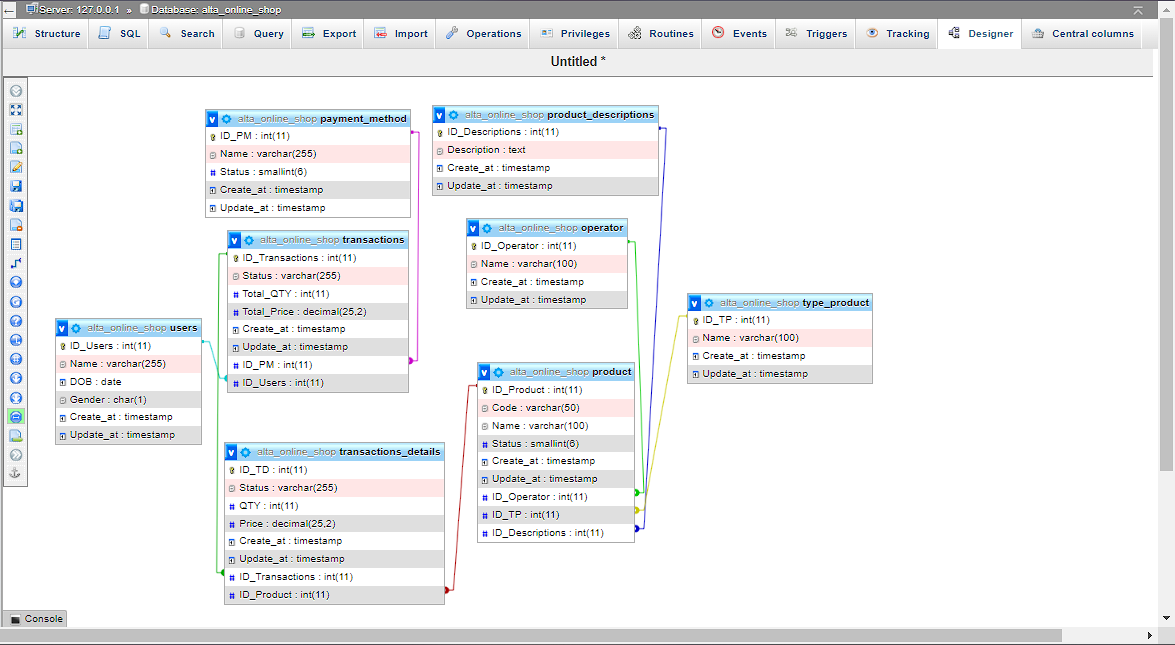 Server: 127.0.0.1 » Database: alta_online_shop
Structure SQL Search Query Export Import Operations Privileges Routines Events Triggers Tracking Designer Central columns
Untitled *
v alta_online_shop payment_method
ID_PM : int(11)
Name : varchar(255)
Status : smallint(6)
Create_at : timestamp
Update_at : timestamp
v alta_online_shop product_descriptions
ID_Descriptions : int(11)
Description : text
Create_at : timestamp
Update_at : timestamp
v alta_online_shop transactions
ID_Transactions : int(11)
Status : varchar(255)
Total_QTY : int(11)
Total_Price : decimal(25,2)
Create_at : timestamp
Update_at : timestamp
ID_PM : int(11)
ID_Users : int(11)
v alta_online_shop operator
ID_Operator : int(11)
Name : varchar(100)
Create_at : timestamp
Update_at : timestamp
v alta_online_shop type_product
ID_TP : int(11)
Name : varchar(100)
Create_at : timestamp
Update_at : timestamp
v alta_online_shop users
ID_Users : int(11)
Name : varchar(255)
DOB : date
Gender : char(1)
Create_at : timestamp
Update_at : timestamp
v alta_online_shop product
ID_Product : int(11)
Code : varchar(50)
Name : varchar(100)
Status : smallint(6)
Create_at : timestamp
Update_at : timestamp
ID_Operator : int(11)
ID_TP : int(11)
ID_Descriptions : int(11)
v alta_online_shop transactions_details
ID_TD : int(11)
Status : varchar(255)
QTY : int(11)
Price : decimal(25,2)
Create_at : timestamp
Update_at : timestamp
ID_Transactions : int(11)
ID_Product : int(11)
Console